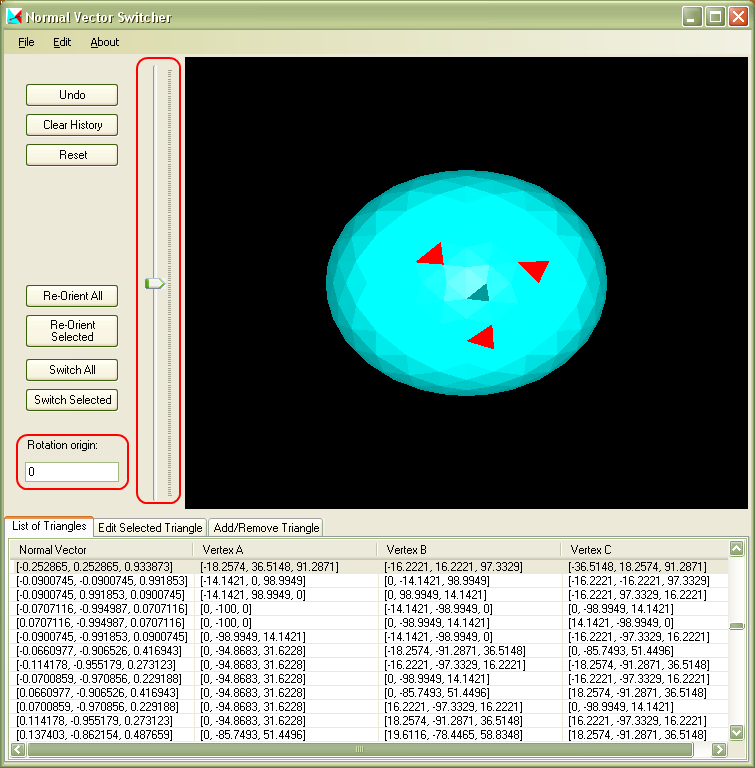 Normal Vector Switcher
File Edit About
Undo
Clear History
Reset
Re-Orient All
Re-Orient
Selected
Switch All
Switch Selected
Rotation origin:
0
List of Triangles Edit Selected Triangle Add/Remove Triangle
Normal Vector Vertex A Vertex B Vertex C
[-0.252865, 0.252865, 0.933873] [-18.2574, 36.5148, 91.2871] [-16.2221, 16.2221, 97.3329] [-36.5148, 18.2574, 91.2871]
[-0.0900745, -0.0900745, 0.991853] [-14.1421, 0, 98.9949] [0, -14.1421, 98.9949] [-16.2221, -16.2221, 97.3329]
[-0.0900745, 0.991853, 0.0900745] [-14.1421, 98.9949, 0] [0, 98.9949, 14.1421] [-16.2221, 97.3329, 16.2221]
[-0.0707116, -0.994987, 0.0707116] [0, -100, 0] [-14.1421, -98.9949, 0] [0, -98.9949, 14.1421]
[0.0707116, -0.994987, 0.0707116] [0, -100, 0] [0, -98.9949, 14.1421] [14.1421, -98.9949, 0]
[-0.0900745, -0.991853, 0.0900745] [0, -98.9949, 14.1421] [-14.1421, -98.9949, 0] [-16.2221, -97.3329, 16.2221]
[-0.0660977, -0.906526, 0.416943] [0, -94.8683, 31.6228] [-18.2574, -91.2871, 36.5148] [0, -85.7493, 51.4496]
[-0.114178, -0.955179, 0.273123] [0, -94.8683, 31.6228] [-16.2221, -97.3329, 16.2221] [-18.2574, -91.2871, 36.5148]
[-0.0700859, -0.970856, 0.229188] [0, -94.8683, 31.6228] [0, -98.9949, 14.1421] [-16.2221, -97.3329, 16.2221]
[0.0660977, -0.906526, 0.416943] [0, -94.8683, 31.6228] [0, -85.7493, 51.4496] [18.2574, -91.2871, 36.5148]
[0.0700859, -0.970856, 0.229188] [0, -94.8683, 31.6228] [16.2221, -97.3329, 16.2221] [0, -98.9949, 14.1421]
[0.114178, -0.955179, 0.273123] [0, -94.8683, 31.6228] [18.2574, -91.2871, 36.5148] [16.2221, -97.3329, 16.2221]
[0.137403, -0.862154, 0.487659] [0, -85.7493, 51.4496] [19.6116, -78.4465, 58.8348] [18.2574, -91.2871, 36.5148]